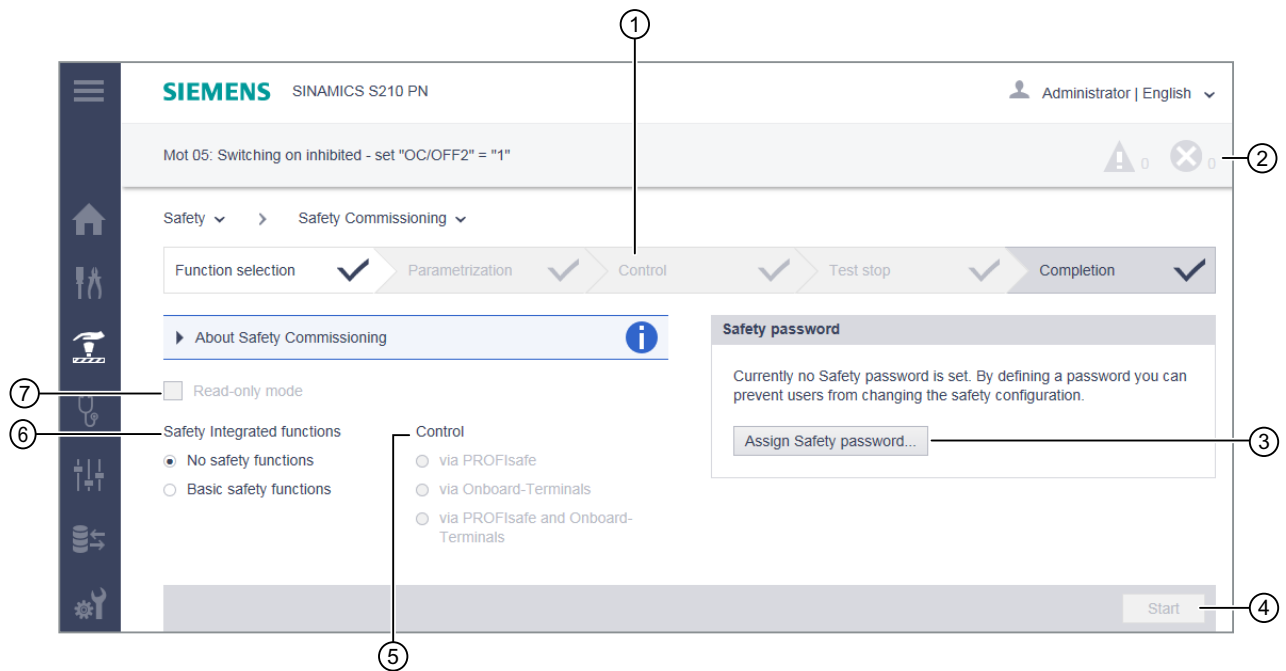 1
SIEMENS SINAMICS S210 PN Administrator | English
Mot 05: Switching on inhibited - set "OC/OFF2" = "1" 0 0 2
Safety > Safety Commissioning
Function selection Parametrization Control Test stop Completion
About Safety Commissioning
Safety password
Currently no Safety password is set. By defining a password you can
prevent users from changing the safety configuration.
Assign Safety password... 3
7 Read-only mode
6 Safety Integrated functions
No safety functions
Basic safety functions
Control
via PROFIsafe
via Onboard-Terminals
via PROFIsafe and Onboard-
Terminals
Start 4
5